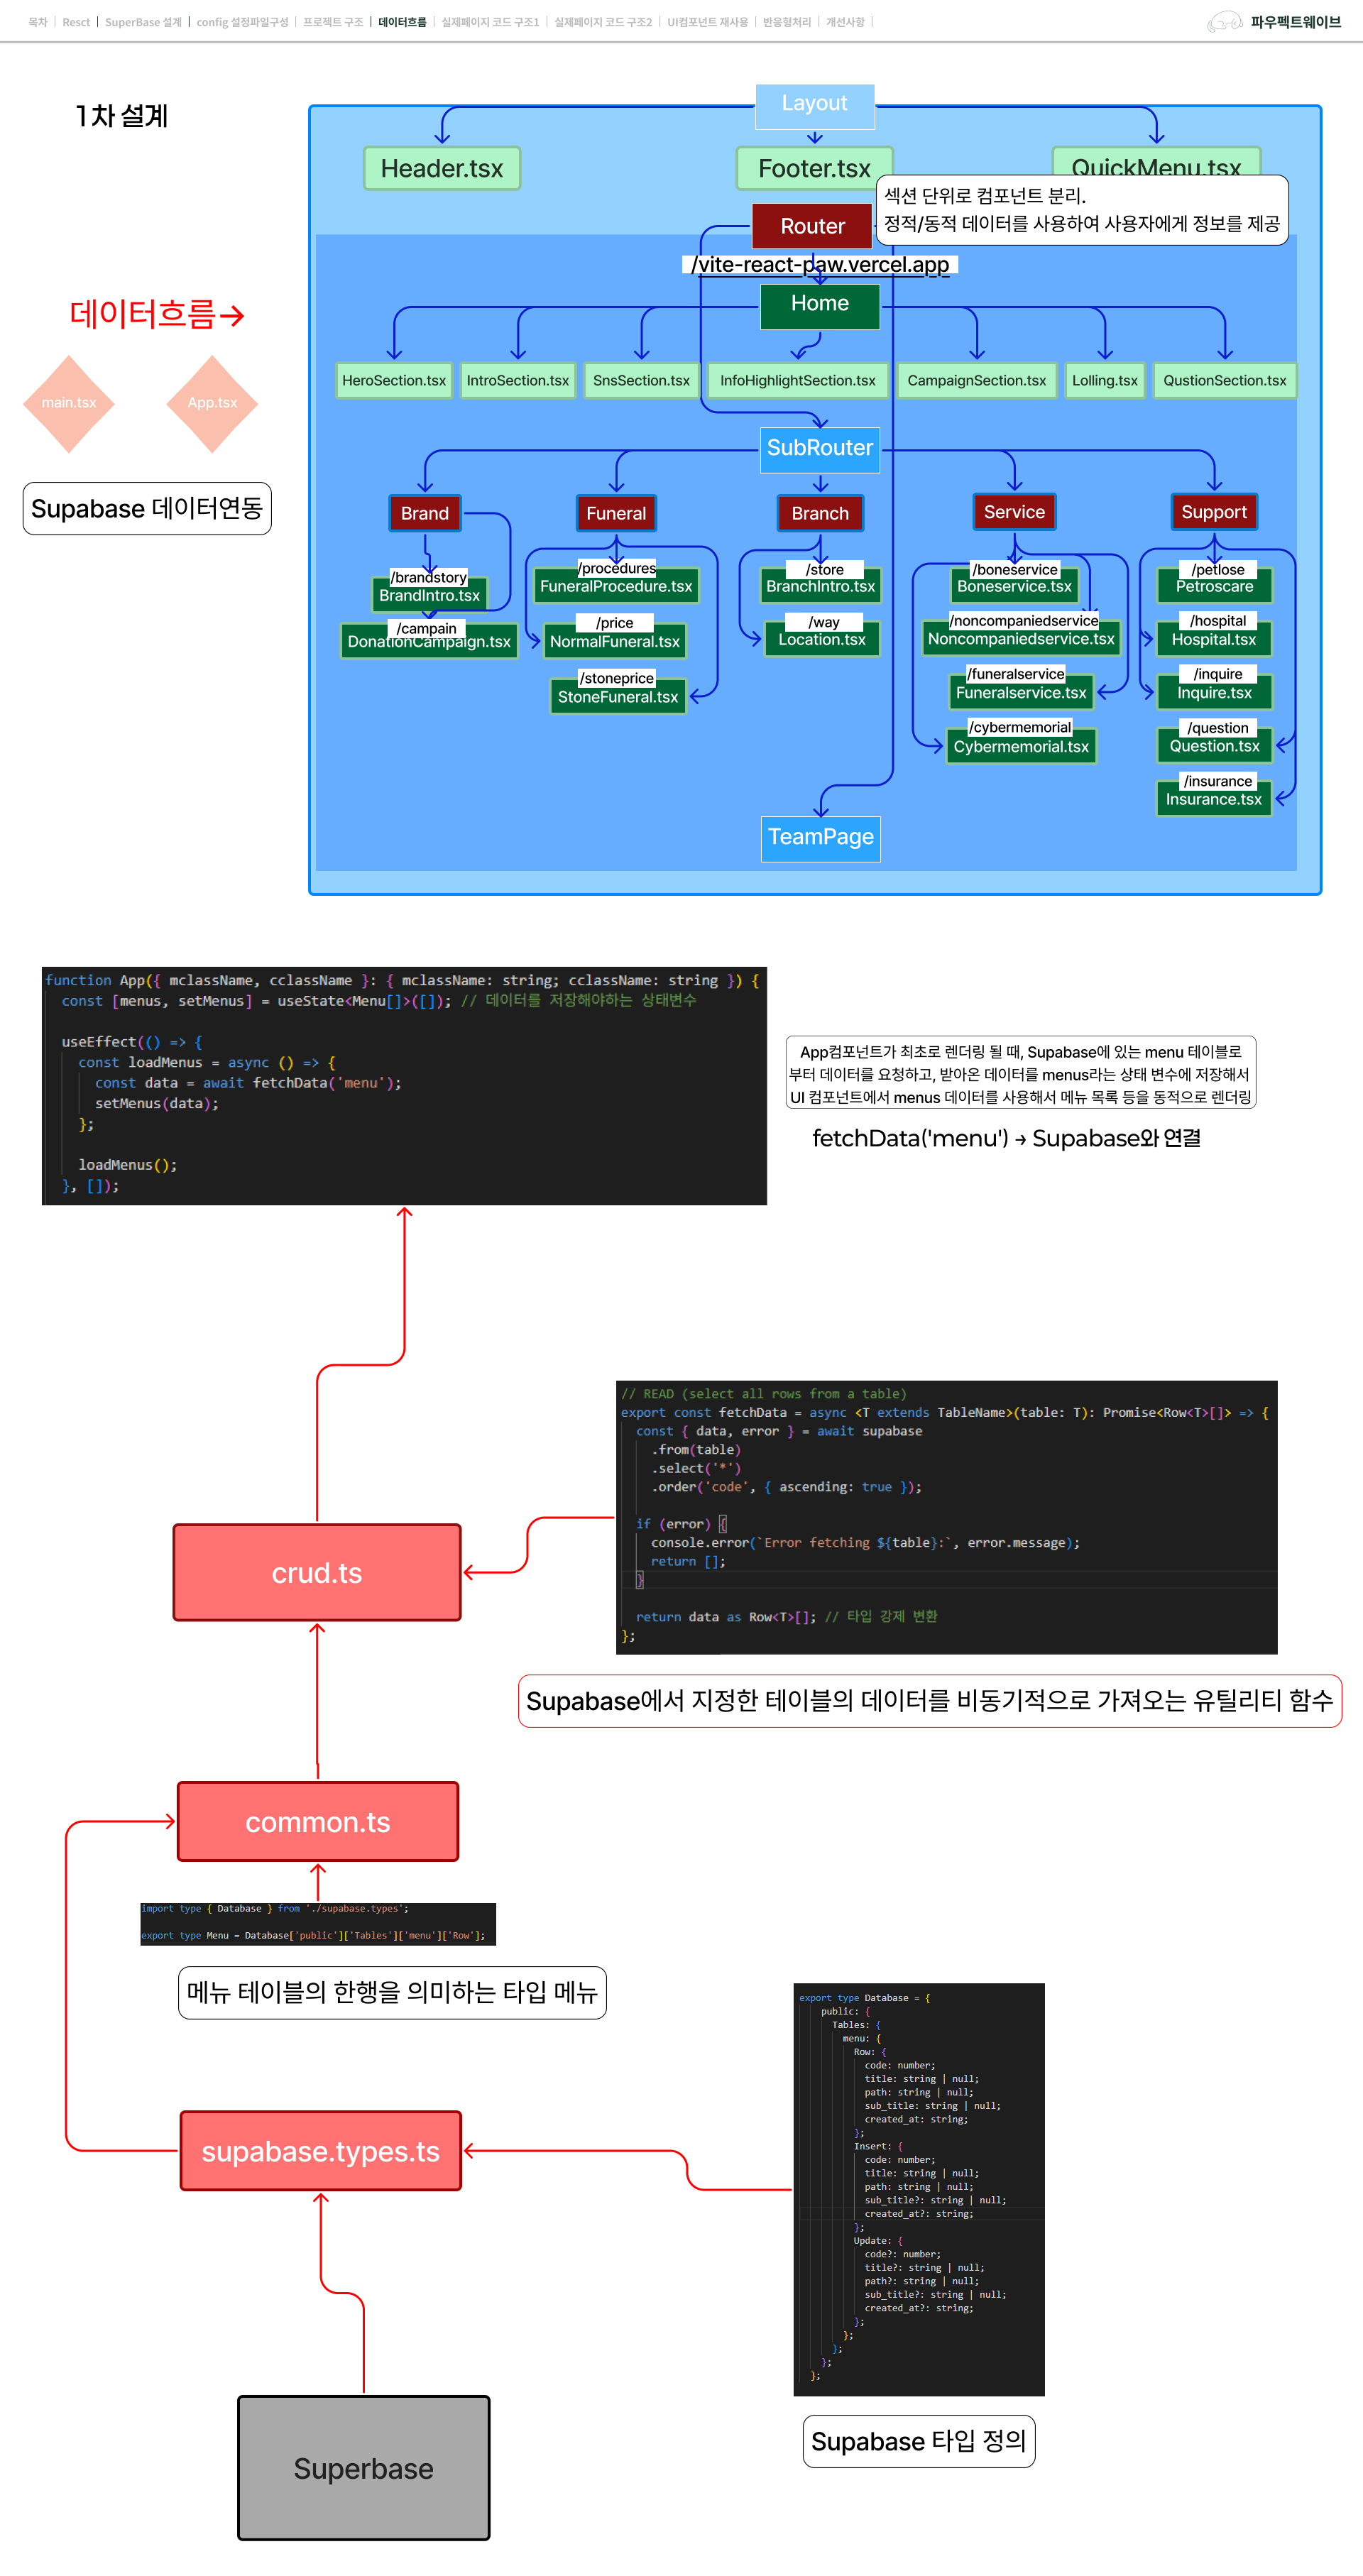 목차 | Resct | SuperBase 설계 | config 설정파일구성 | 프로젝트 구조 | 데이터흐름 | 실제페이지 코드 구조1 | 실제페이지 코드 구조2 | UI컴포넌트 재사용 | 반응형처리 | 개선사항 |
파우펙트웨이브
1차 설계
Layout
Header.tsx
Footer.tsx
QuickMenu.tsx
섹션 단위로 컴포넌트 분리.
정적/동적 데이터를 사용하여 사용자에게 정보를 제공
Router
/vite-react-paw.vercel.app
Home
데이터흐름→
main.tsx
App.tsx
Supabase 데이터연동
HeroSection.tsx
IntroSection.tsx
SnsSection.tsx
InfoHighlightSection.tsx
CampaignSection.tsx
Lolling.tsx
QustionSection.tsx
SubRouter
Brand
Funeral
Branch
Service
Support
/brandstory
BrandIntro.tsx
/campain
DonationCampaign.tsx
/procedures
FuneralProcedure.tsx
/price
NormalFuneral.tsx
/stoneprice
StoneFuneral.tsx
/store
BranchIntro.tsx
/way
Location.tsx
/boneservice
Boneservice.tsx
/noncompaniedservice
Noncompaniedservice.tsx
/funeralservice
Funeralservice.tsx
/cybermemorial
Cybermemorial.tsx
/petlose
Petroscare
/hospital
Hospital.tsx
/inquire
Inquire.tsx
/question
Question.tsx
/insurance
Insurance.tsx
TeamPage
function App({ mclassName, cclassName }: { mclassName: string; cclassName: string }) {
const [menus, setMenus] = useState<Menu[]>([]); // 데이터를 저장해야하는 상태변수
useEffect(() => {
const loadMenus = async () => {
const data = await fetchData('menu');
setMenus(data);
};
loadMenus();
}, []);
App컴포넌트가 최초로 렌더링 될 때, Supabase에 있는 menu 테이블로
부터 데이터를 요청하고, 받아온 데이터를 menus라는 상태 변수에 저장해서
UI 컴포넌트에서 menus 데이터를 사용해서 메뉴 목록 등을 동적으로 렌더링
fetchData('menu') → Supabase와 연결
// READ (select all rows from a table)
export const fetchData = async <T extends TableName>(table: T): Promise<Row<T>[]> => {
const { data, error } = await supabase
.from(table)
.select('*')
.order('code', { ascending: true });
if (error) {
console.error(`Error fetching ${table}:`, error.message);
return [];
}
return data as Row<T>[]; // 타입 강제 변환
};
crud.ts
Supabase에서 지정한 테이블의 데이터를 비동기적으로 가져오는 유틸리티 함수
common.ts
import type { Database } from './supabase.types';
export type Menu = Database['public']['Tables']['menu']['Row'];
메뉴 테이블의 한행을 의미하는 타입 메뉴
supabase.types.ts
export type Database = {
public: {
Tables: {
menu: {
Row: {
code: number;
title: string | null;
path: string | null;
sub_title: string | null;
created_at: string;
};
Insert: {
code: number;
title: string | null;
path: string | null;
sub_title?: string | null;
created_at?: string;
};
Update: {
code?: number;
title?: string | null;
path?: string | null;
sub_title?: string | null;
created_at?: string;
};
};
};
};
};
Supabase 타입 정의
Superbase